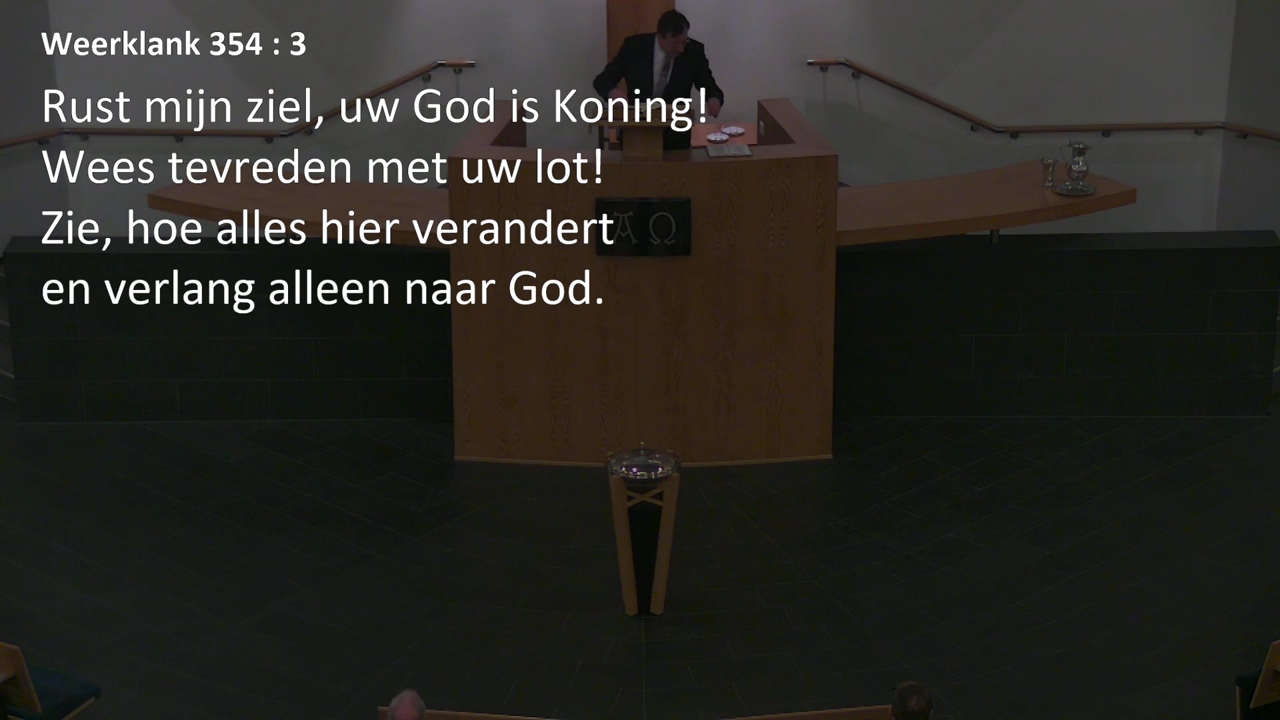 Weerklank 354 : 3
Rust mijn ziel, uw God is Koning!
Wees tevreden met uw lot!
Zie, hoe alles hier verandert
en verlang alleen naar God.
Α Ω